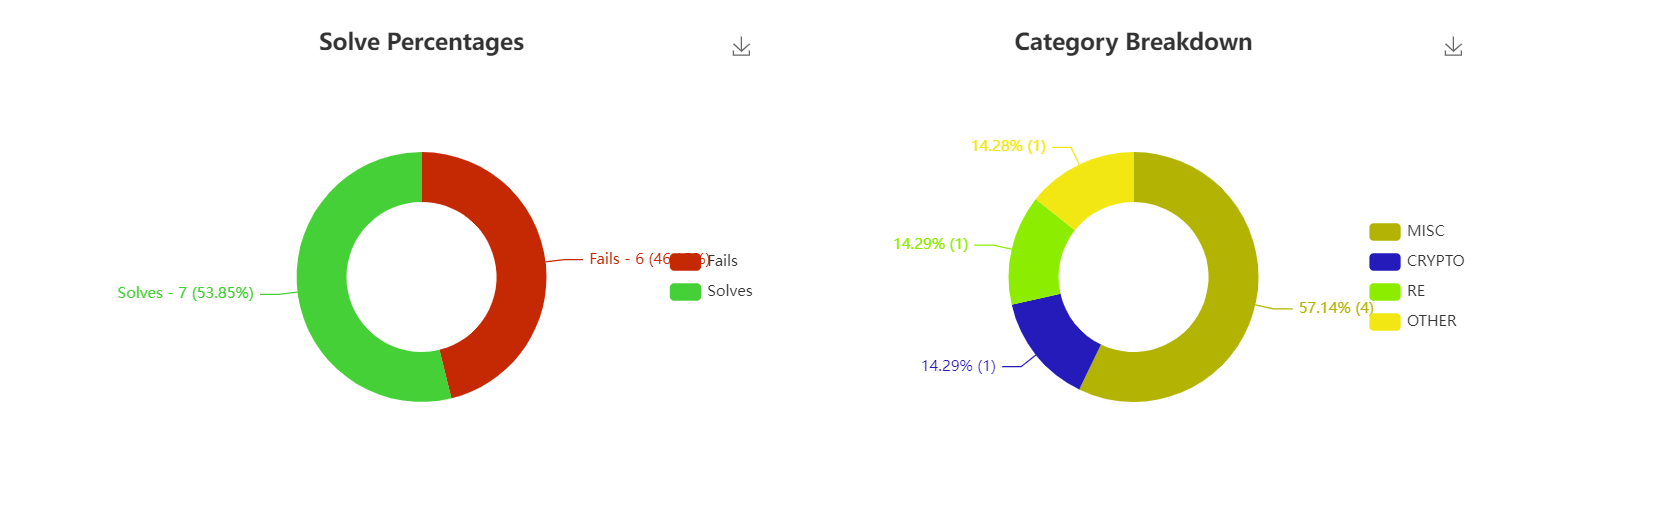 Solve Percentages
Fails - 6 (46
Solves - 7 (53.85%)
Fails
Solves
Category Breakdown
14.28% (1)
14.29% (1)
14.29% (1)
57.14% (4)
MISC
CRYPTO
RE
OTHER